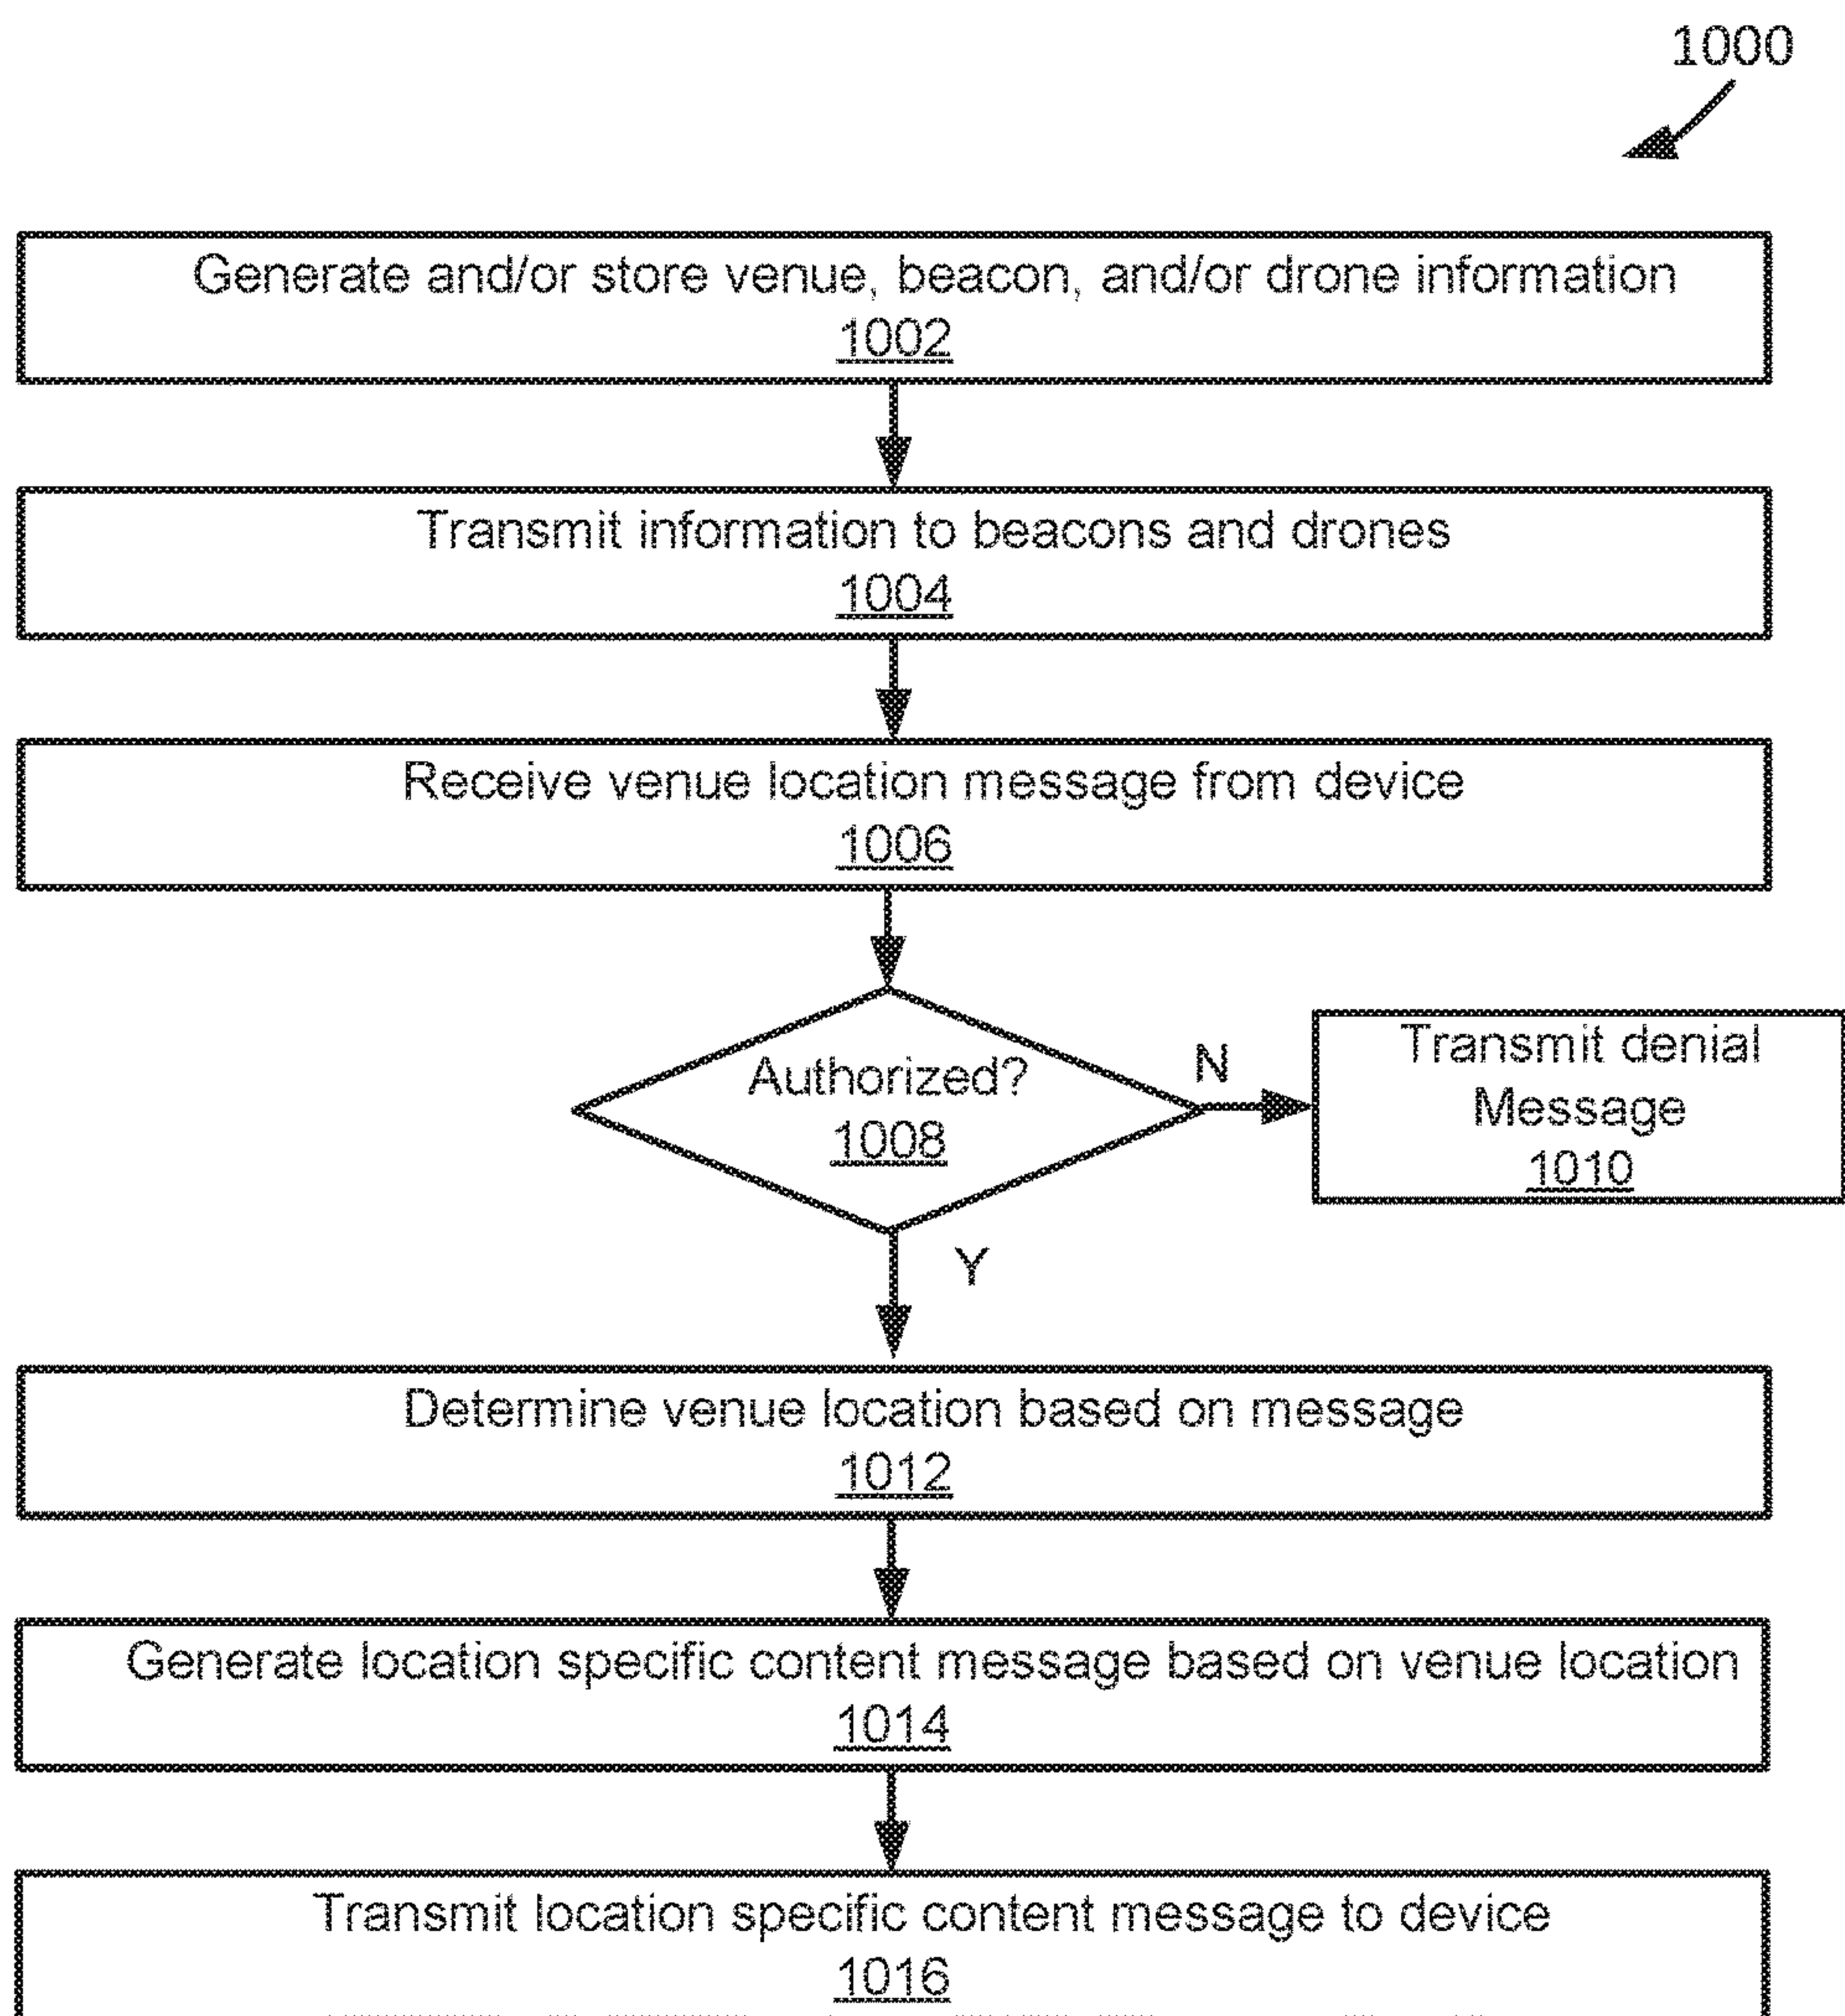 1000
Generate and/or store venue, beacon, and/or drone information
1002
Transmit information to beacons and drones
1004
Receive venue location message from device
1006
Authorized?
1008
N
Transmit denial
Message
1010
Y
Determine venue location based on message
1012
Generate location specific content message based on venue location
1014
Transmit location specific content message to device
1016